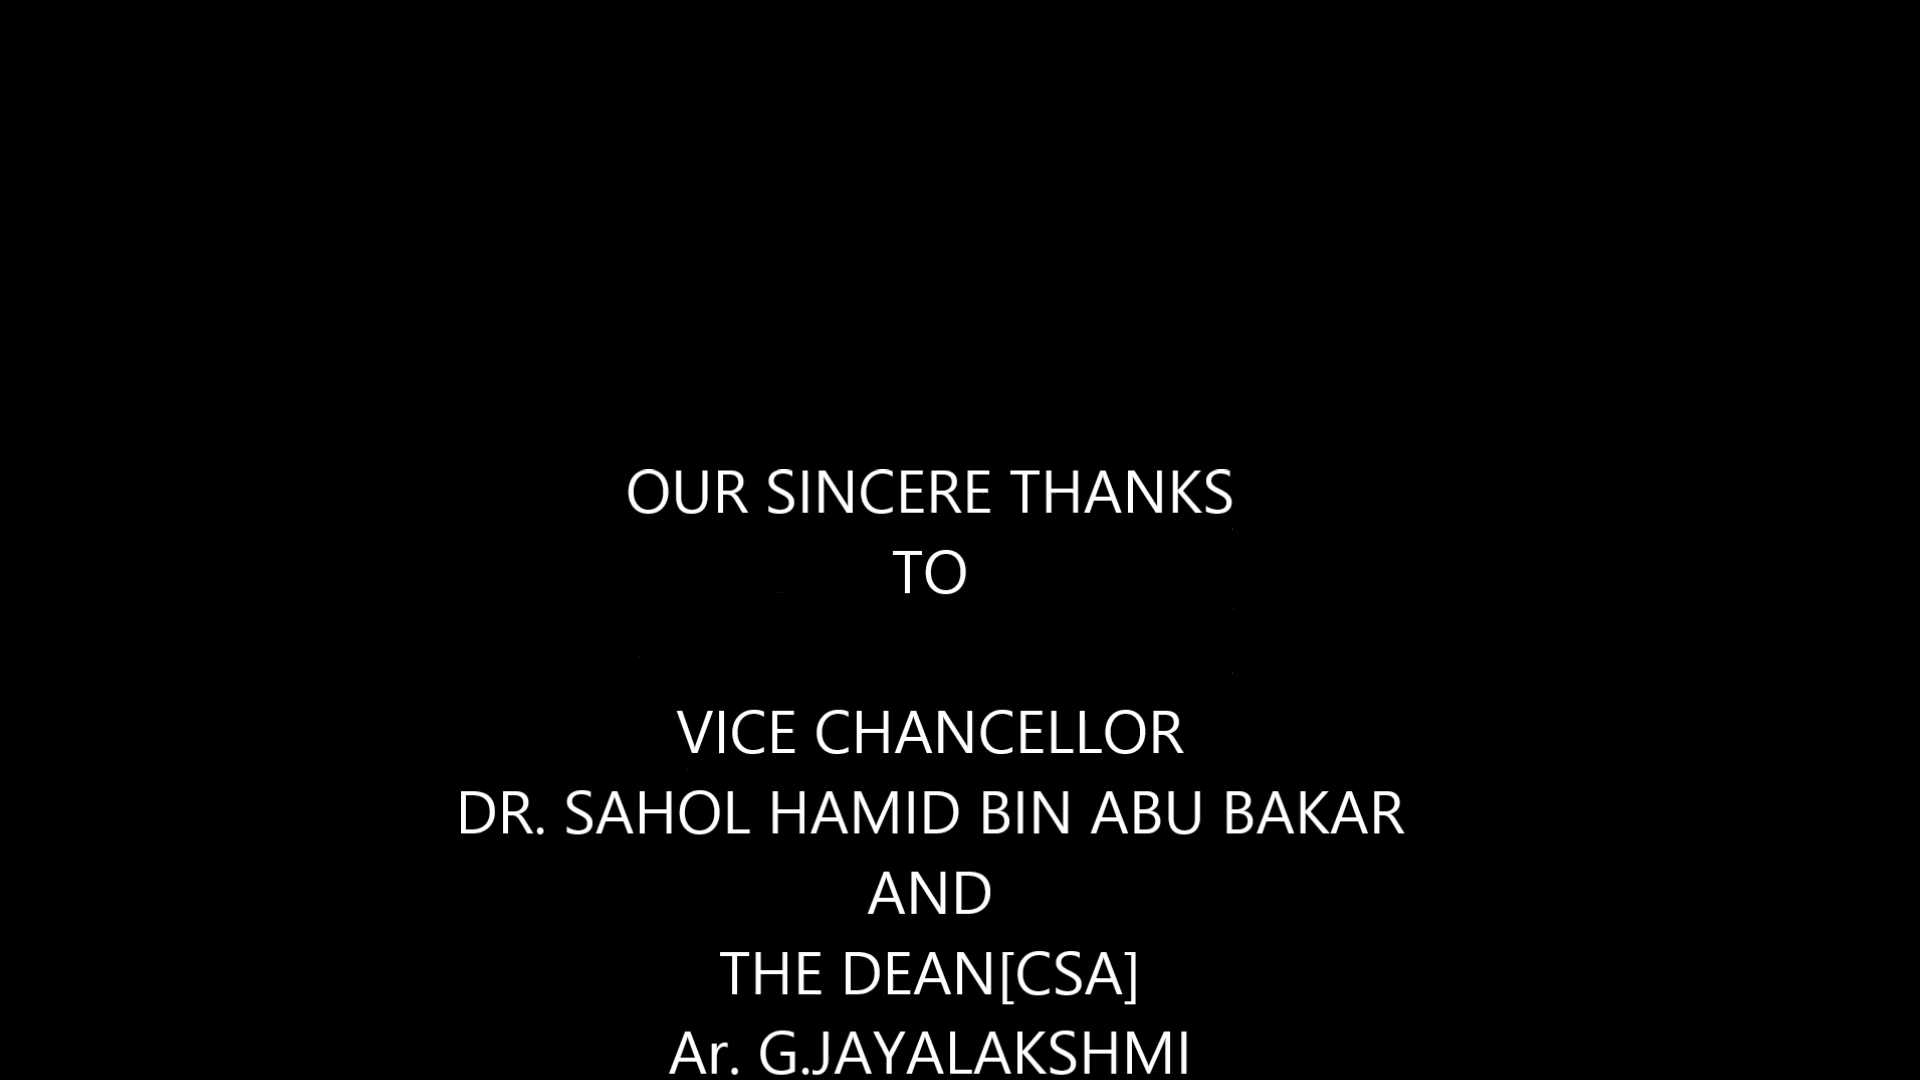 OUR SINCERE THANKS
TO
VICE CHANCELLOR
DR. SAHOL HAMID BIN ABU BAKAR
AND
THE DEAN[CSA]
Ar. G.JAYALAKSHMI